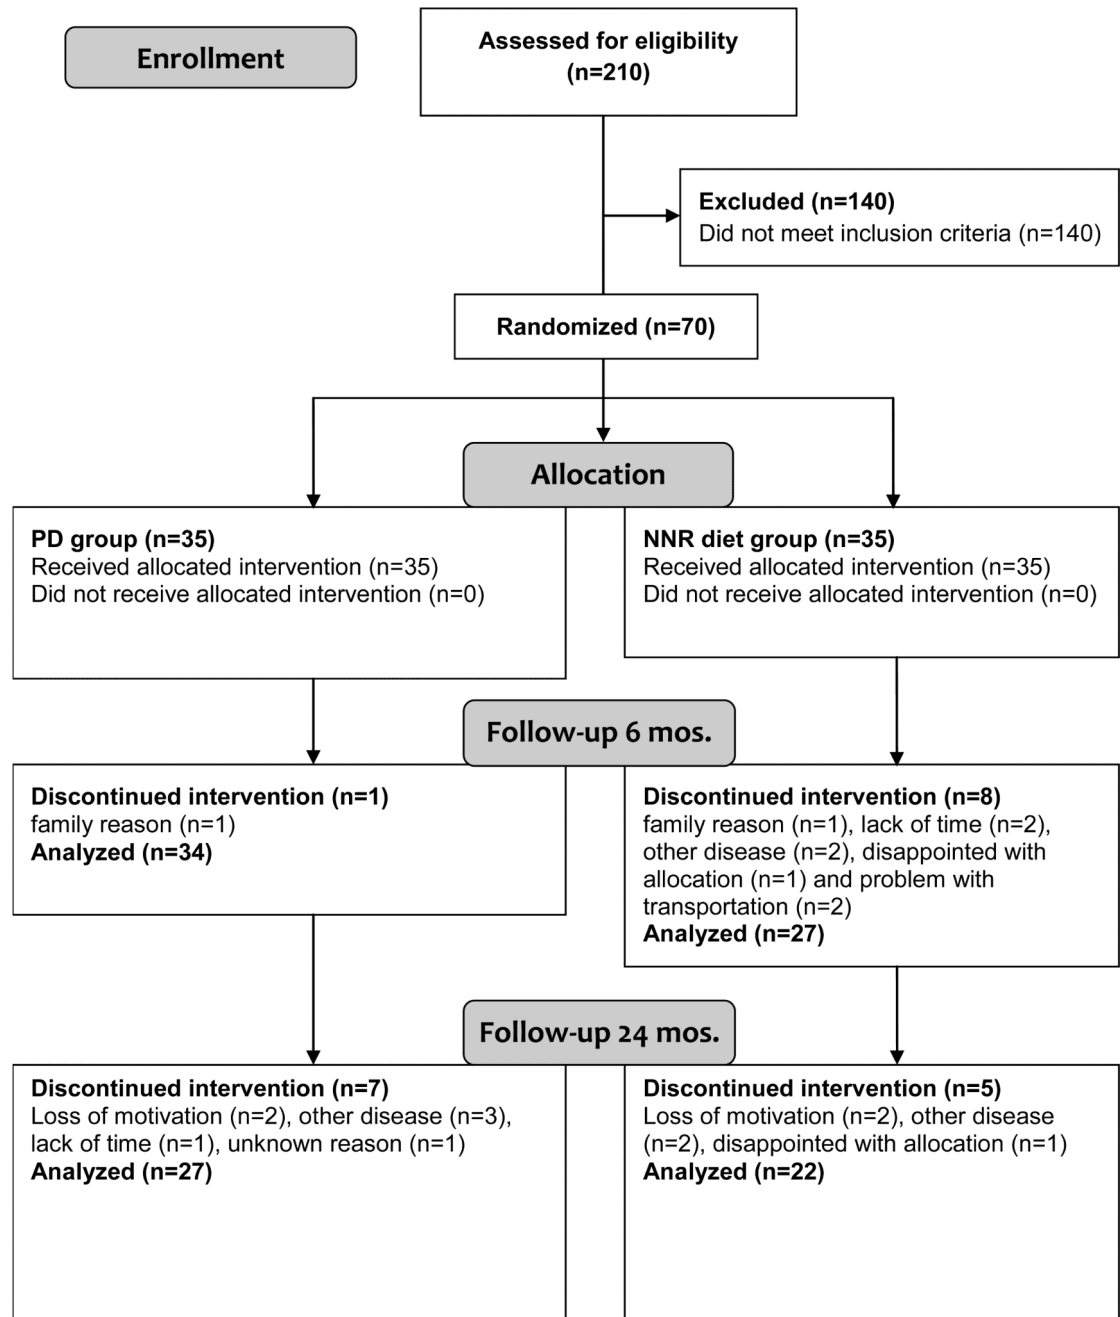 Enrollment
Assessed for eligibility
(n=210)
Excluded (n=140)
Did not meet inclusion criteria (n=140)
Randomized (n=70)
Allocation
PD group (n=35)
Received allocated intervention (n=35)
Did not receive allocated intervention (n=0)
NNR diet group (n=35)
Received allocated intervention (n=35)
Did not receive allocated intervention (n=0)
Follow-up 6 mos.
Discontinued intervention (n=1)
family reason (n=1)
Analyzed (n=34)
Discontinued intervention (n=8)
family reason (n=1), lack of time (n=2),
other disease (n=2), disappointed with
allocation (n=1) and problem with
transportation (n=2)
Analyzed (n=27)
Follow-up 24 mos.
Discontinued intervention (n=7)
Loss of motivation (n=2), other disease (n=3),
lack of time (n=1), unknown reason (n=1)
Analyzed (n=27)
Discontinued intervention (n=5)
Loss of motivation (n=2), other disease
(n=2), disappointed with allocation (n=1)
Analyzed (n=22)